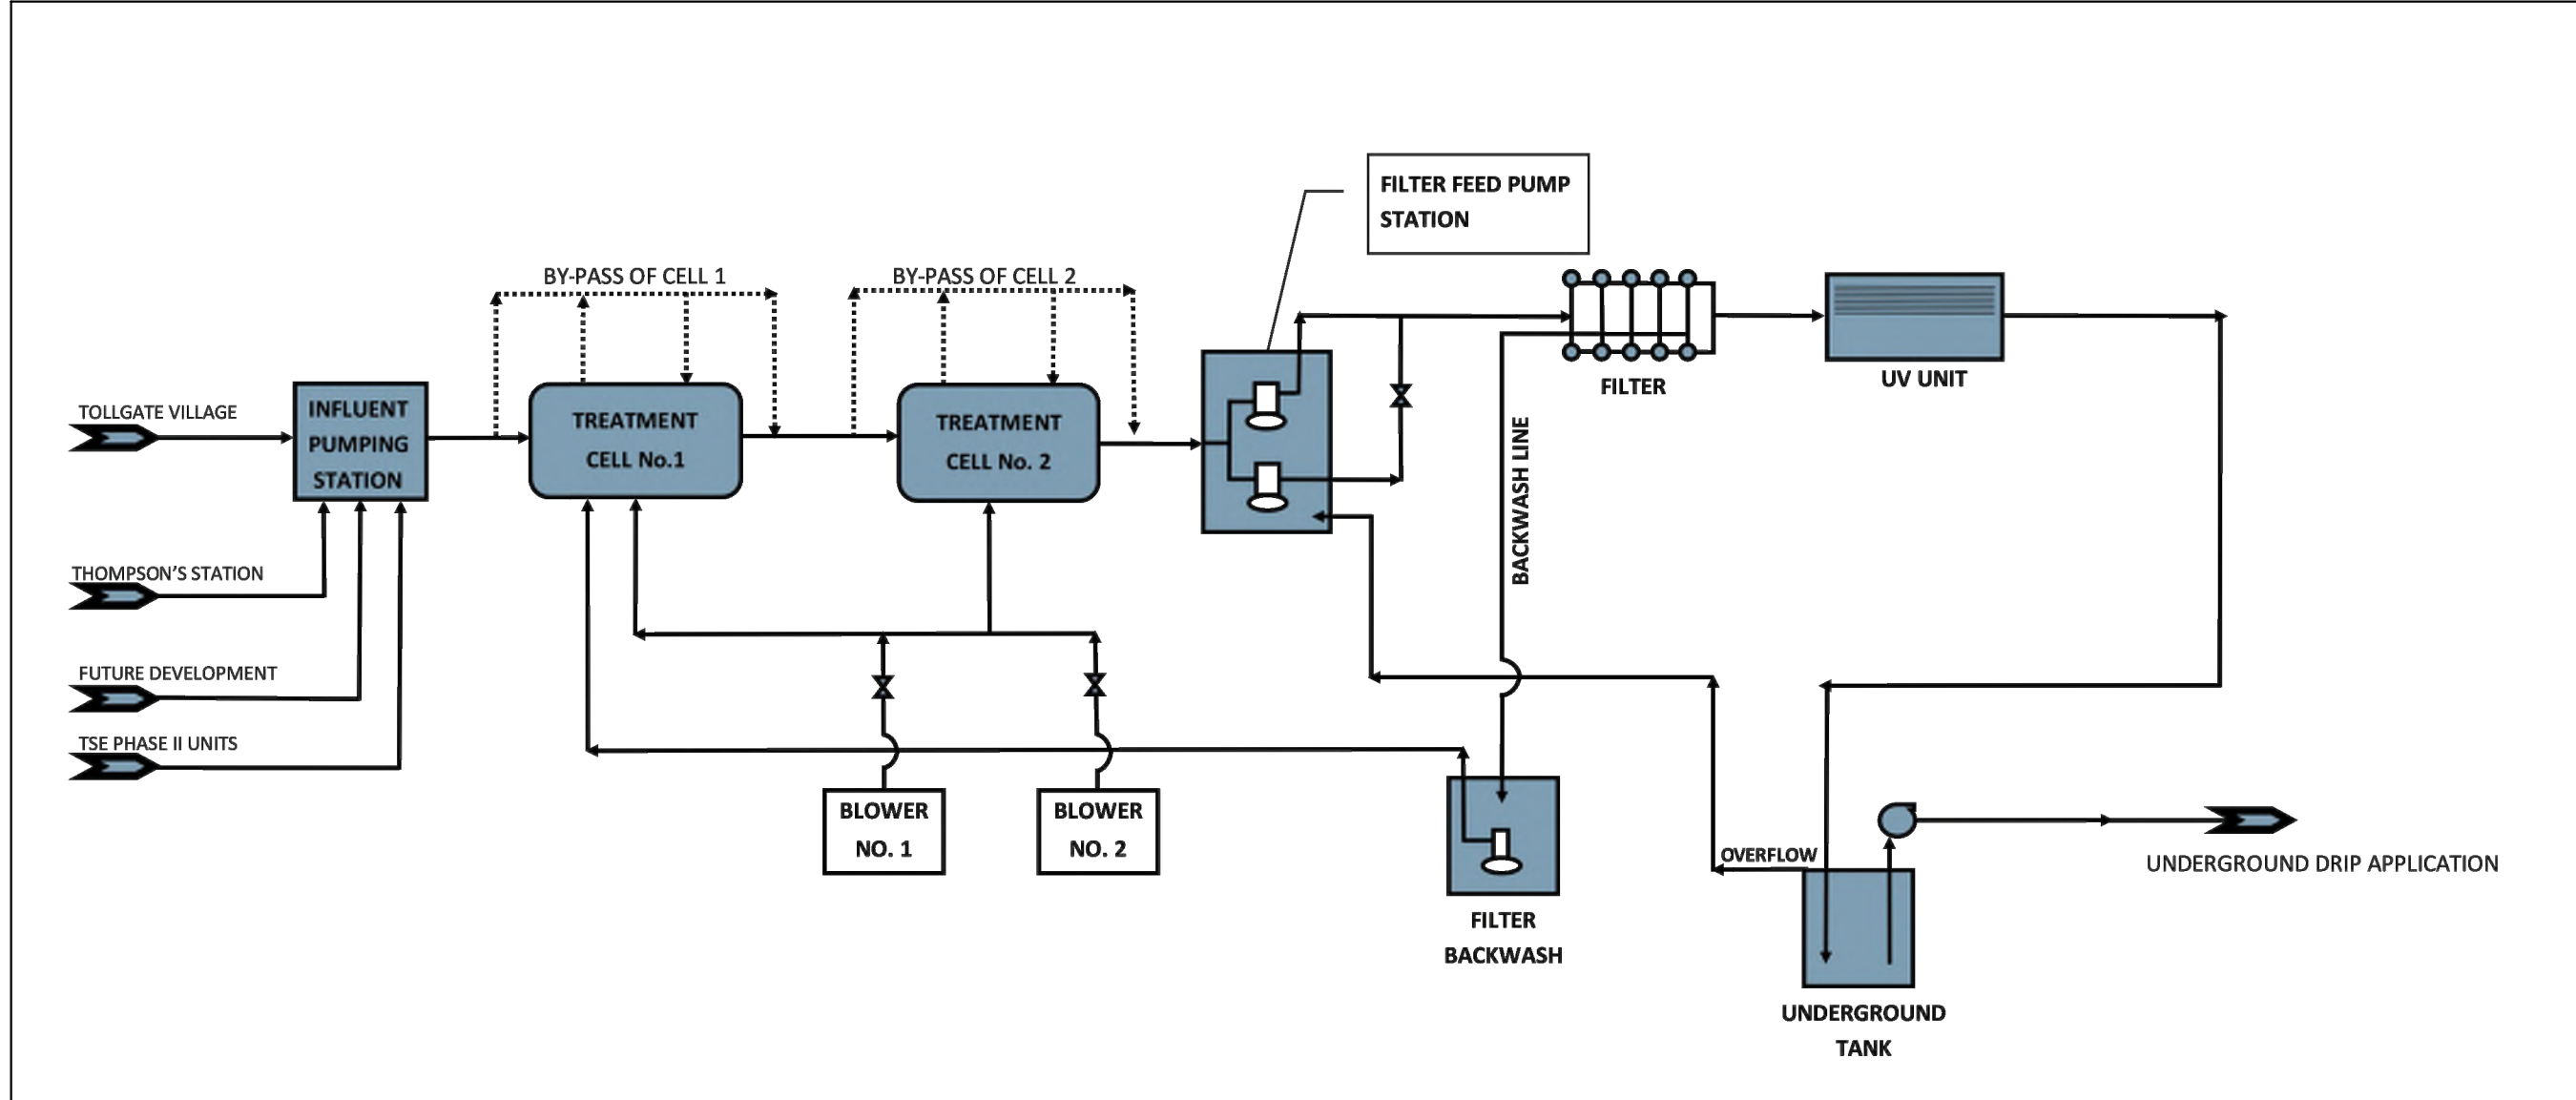 FILTER FEED PUMP
STATION
BY-PASS OF CELL 1
BY-PASS OF CELL 2
TOLLGATE VILLAGE
INFLUENT
PUMPING
STATION
TREATMENT
CELL No.1
TREATMENT
CELL No. 2
FILTER
UV UNIT
BACKWASH LINE
THOMPSON'S STATION
FUTURE DEVELOPMENT
TSE PHASE II UNITS
BLOWER
NO. 1
BLOWER
NO. 2
OVERFLOW
UNDERGROUND DRIP APPLICATION
FILTER
BACKWASH
UNDERGROUND
TANK